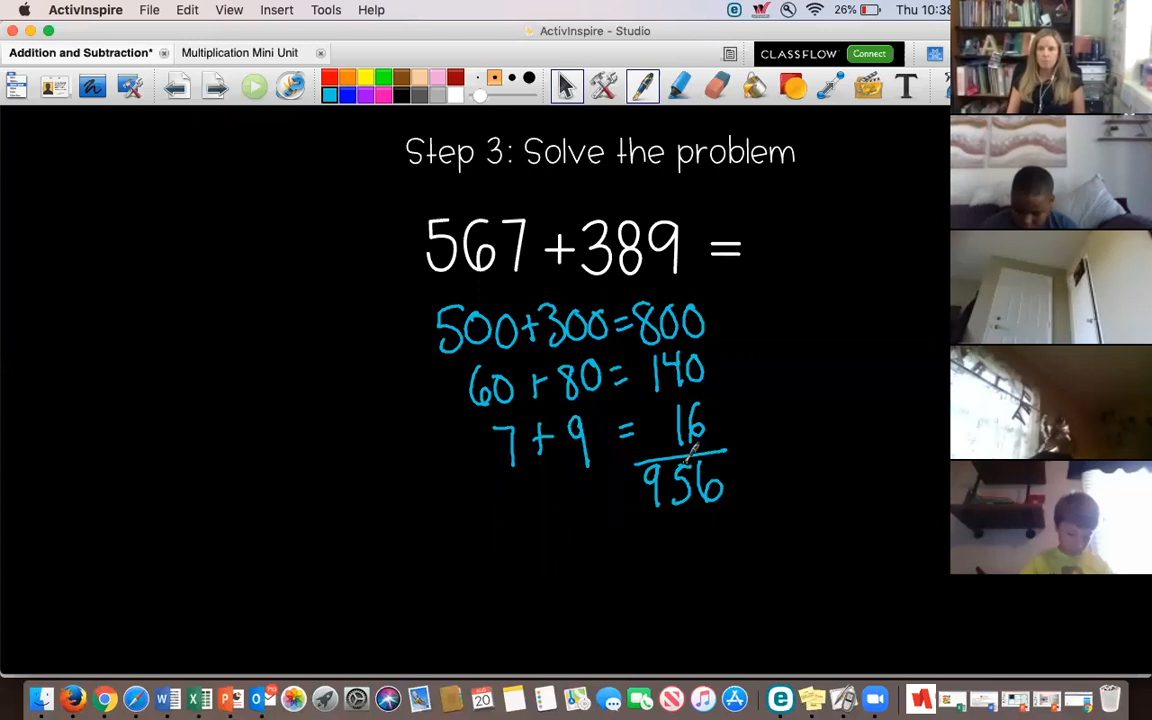 ActivInspire File Edit View Insert Tools Help 26% Thu 10:38
ActivInspire - Studio
Addition and Subtraction* Multiplication Mini Unit
CLASSFLOW Connect
Step 3: Solve the problem
567 + 389 =
500+300=800
60 + 80 = 140
7 + 9 = 16
956
20